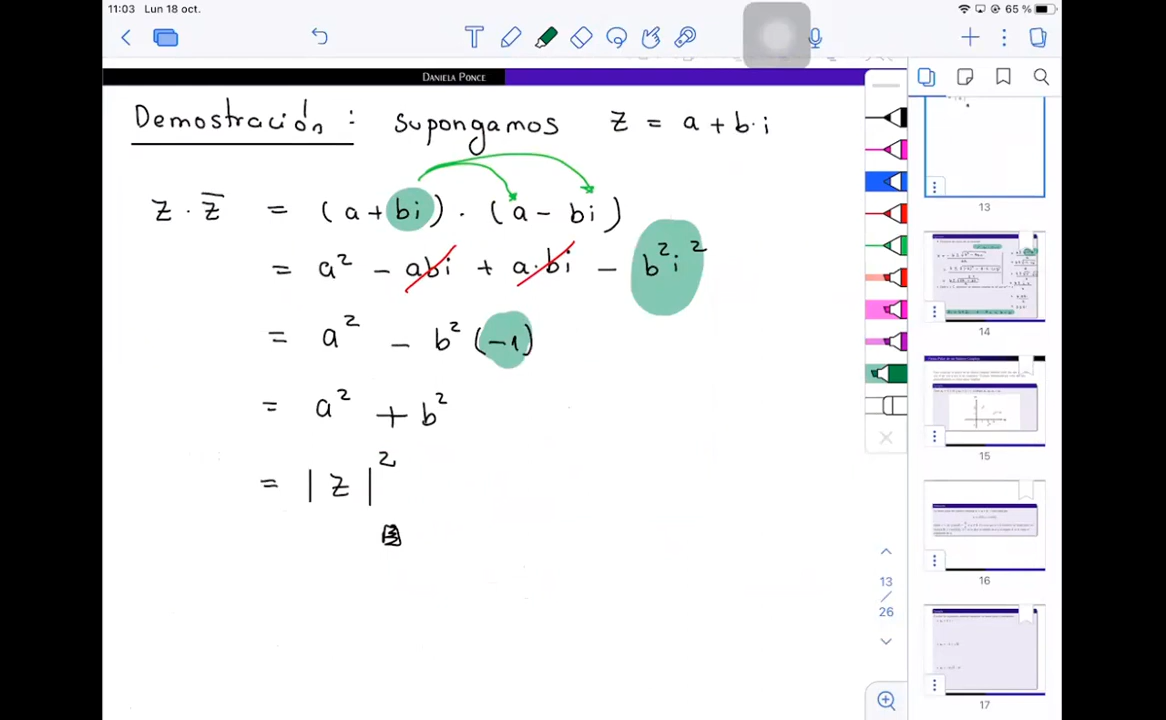 11:03 Lun 18 oct.
65 %
DANIELA PONCE
Demostración: supongamos z = a + b·i
z · z̅ = (a + bi) · (a − bi)
= a² − abi + a·bi − b²i²
= a² − b² (−1)
= a² + b²
= |z|²
13
14
15
16
17
13
/
26